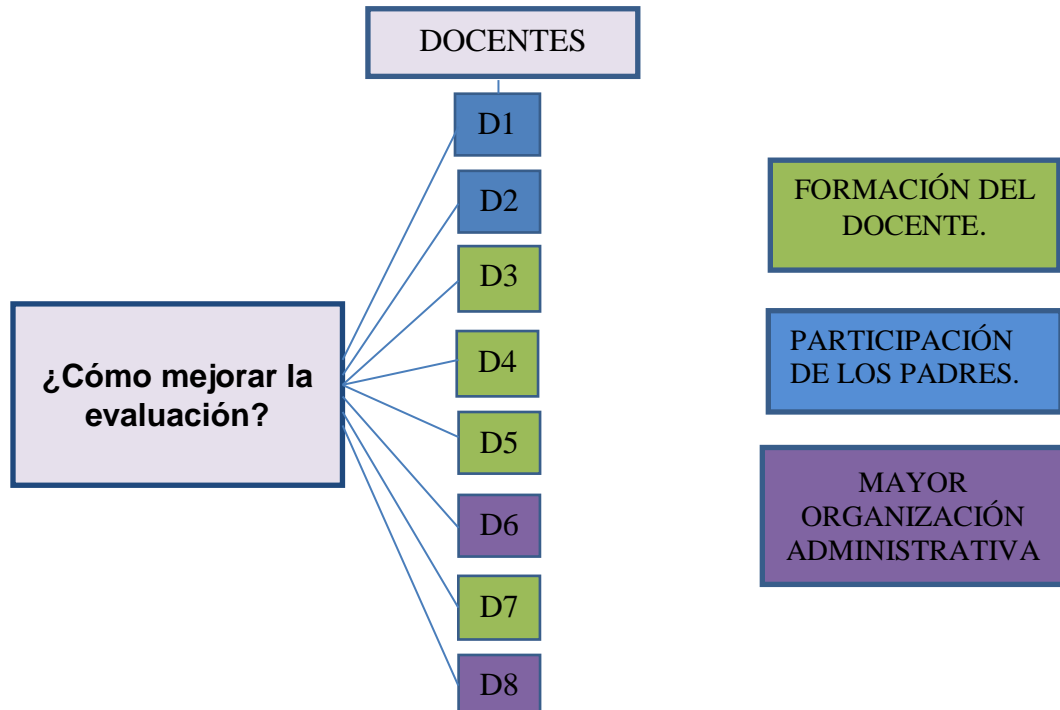 DOCENTES
D1
D2
D3
D4
D5
D6
D7
D8
¿Cómo mejorar la
evaluación?
FORMACIÓN DEL
DOCENTE.
PARTICIPACIÓN
DE LOS PADRES.
MAYOR
ORGANIZACIÓN
ADMINISTRATIVA